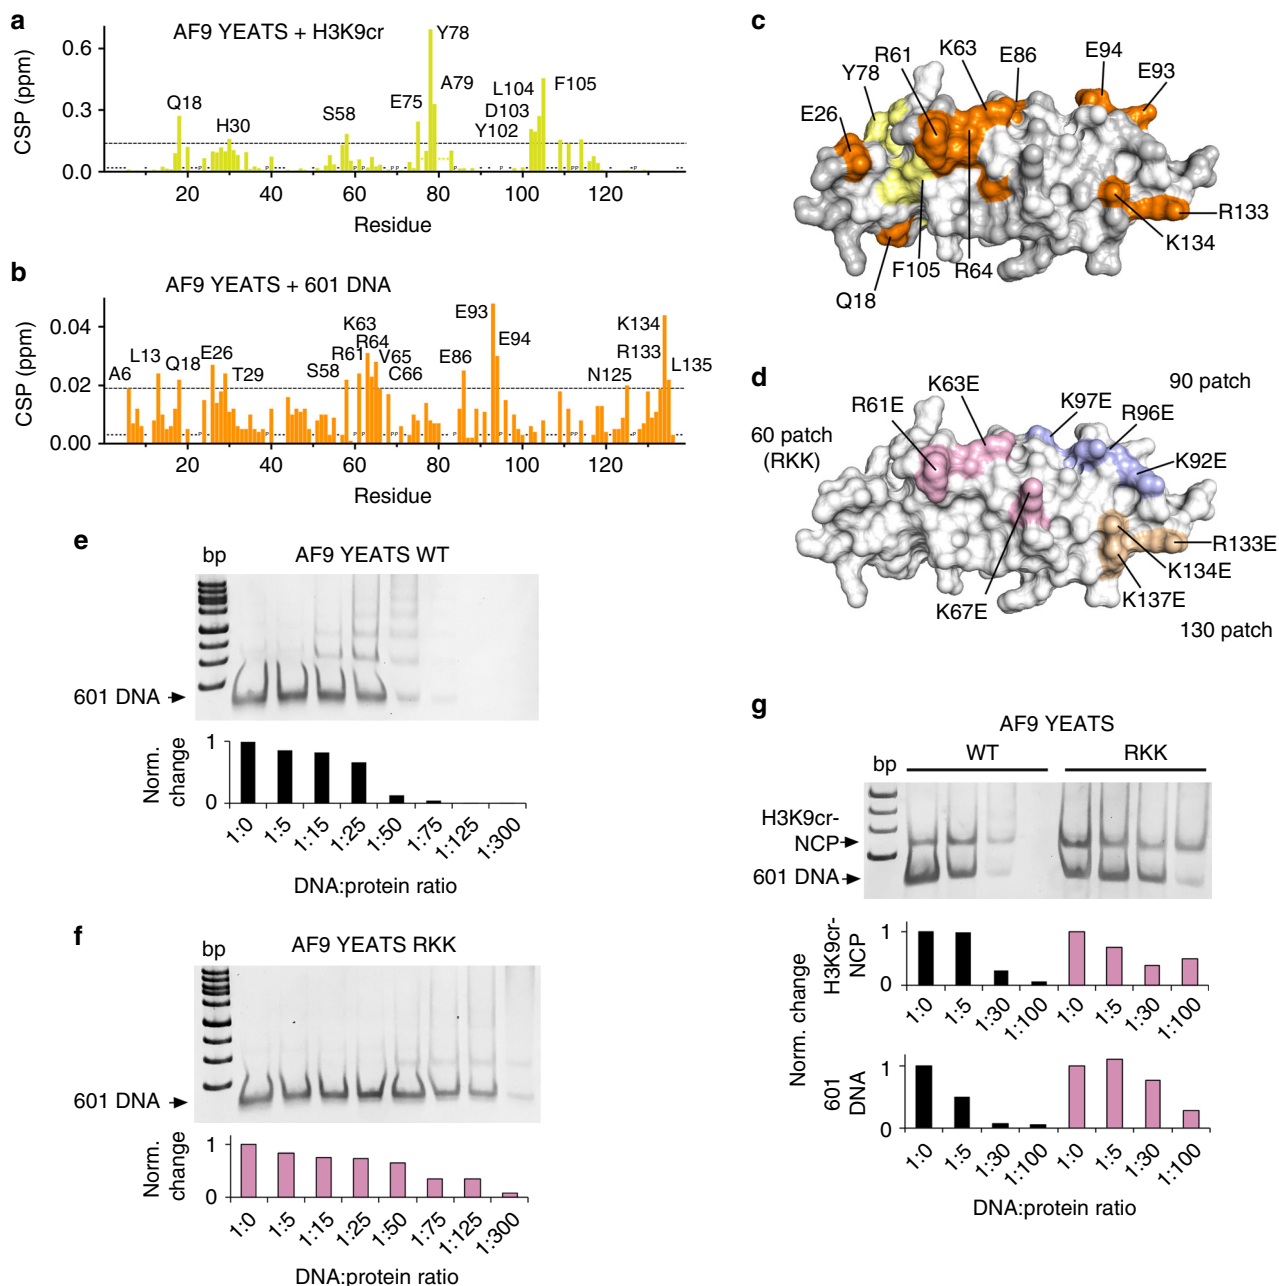 a
AF9 YEATS + H3K9cr
CSP (ppm)
0.6
0.3
0.0
Q18
H30
S58
E75
Y78
A79
L104
D103
Y102
F105
P
P P
P P
P
P P
P
20 40 60 80 100 120
Residue
b
AF9 YEATS + 601 DNA
CSP (ppm)
0.04
0.02
0.00
A6
L13
Q18
E26
T29
S58
R61
K63
R64
V65
C66
E86
E93
E94
N125
R133
K134
L135
20 40 60 80 100 120
Residue
c
Y78
R61
K63
E86
E94
E93
E26
R133
K134
F105
R64
Q18
d
60 patch
(RKK)
90 patch
R61E
K63E
K97E
R96E
K92E
R133E
K134E
K137E
K67E
130 patch
e
bp
AF9 YEATS WT
601 DNA
Norm.
change
1
0
1:0 1:5 1:15 1:25 1:50 1:75 1:125 1:300
DNA:protein ratio
f
bp
AF9 YEATS RKK
601 DNA
Norm.
change
1
0
1:0 1:5 1:15 1:25 1:50 1:75 1:125 1:300
DNA:protein ratio
g
AF9 YEATS
bp
WT
RKK
H3K9cr-
NCP
601 DNA
Norm. change
H3K9cr-
NCP
1
0
1:0 1:5 1:30 1:100 1:0 1:5 1:30 1:100
601
DNA
1
0
1:0 1:5 1:30 1:100 1:0 1:5 1:30 1:100
DNA:protein ratio